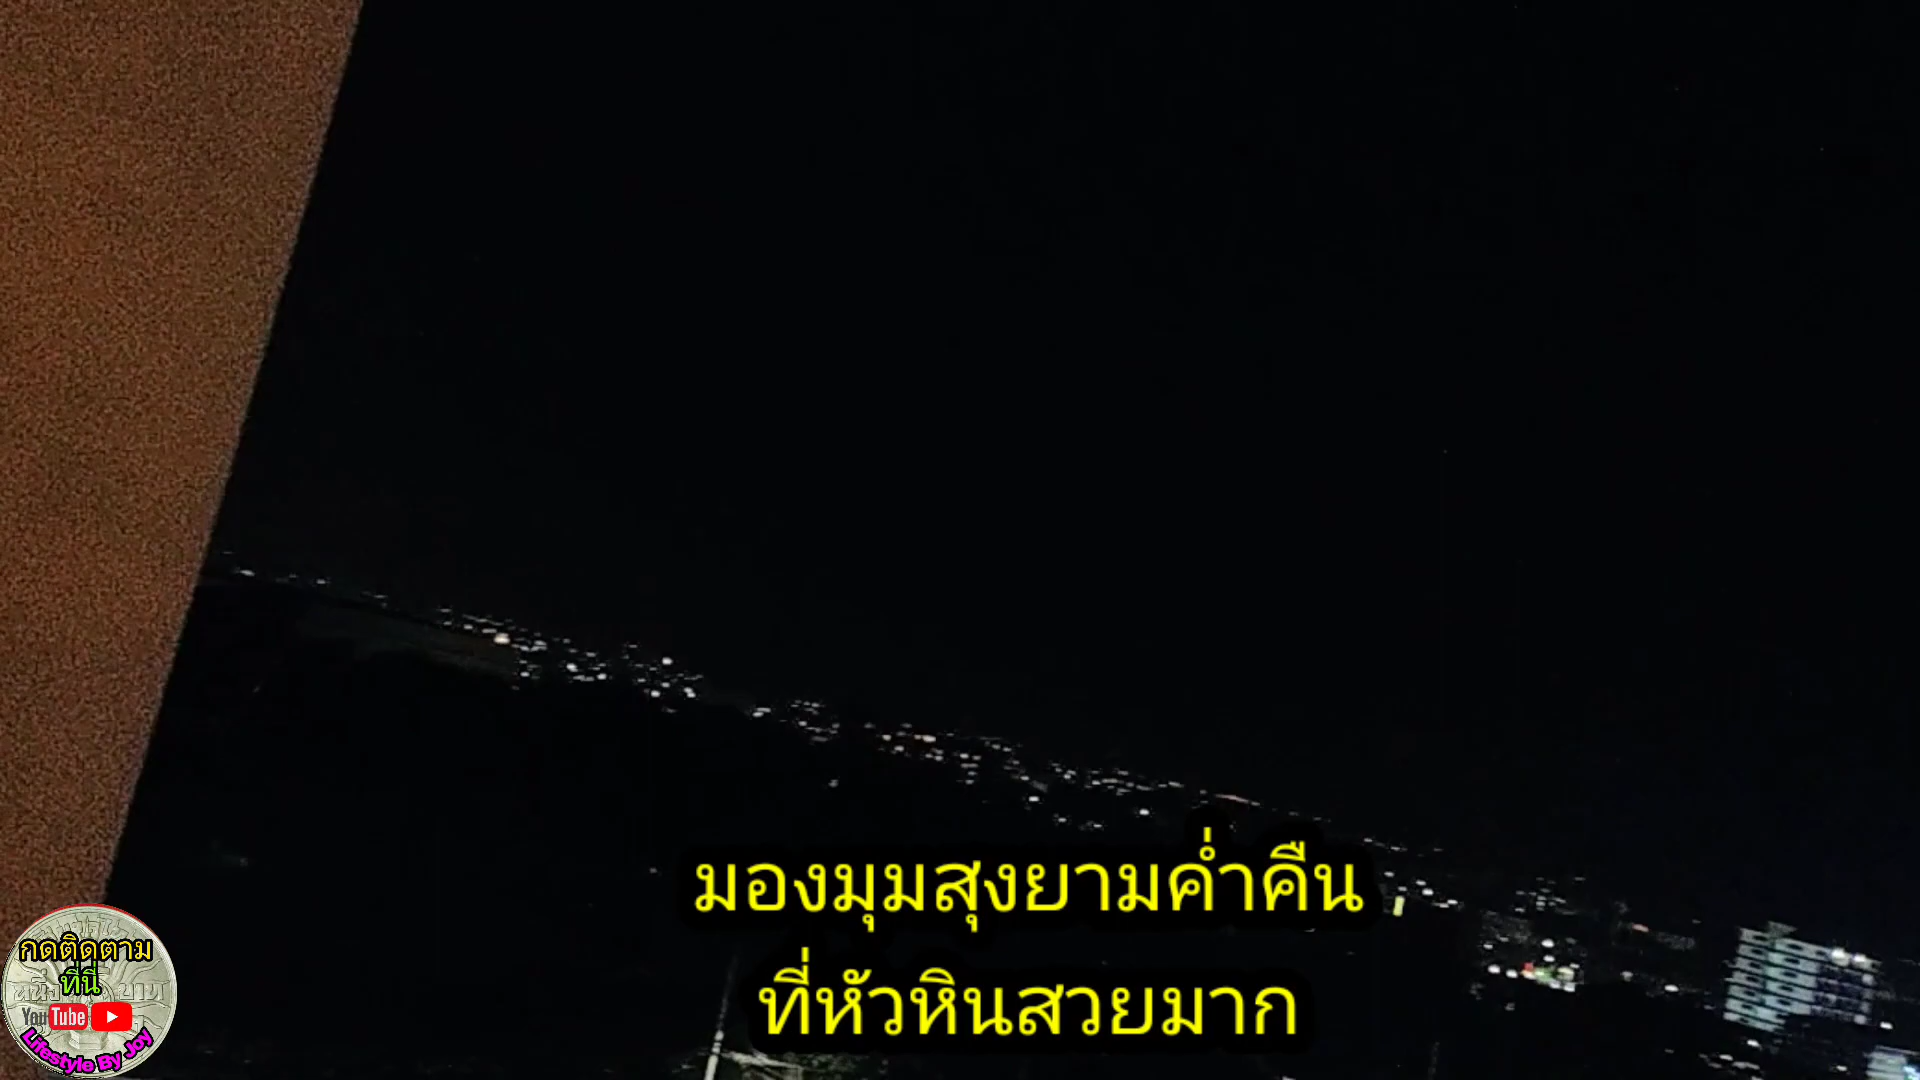 มองมุมสุงยามค่ำคืน
ที่หัวหินสวยมาก
กดติดตาม
ที่นี่
YouTube
Lifestyle By Joy